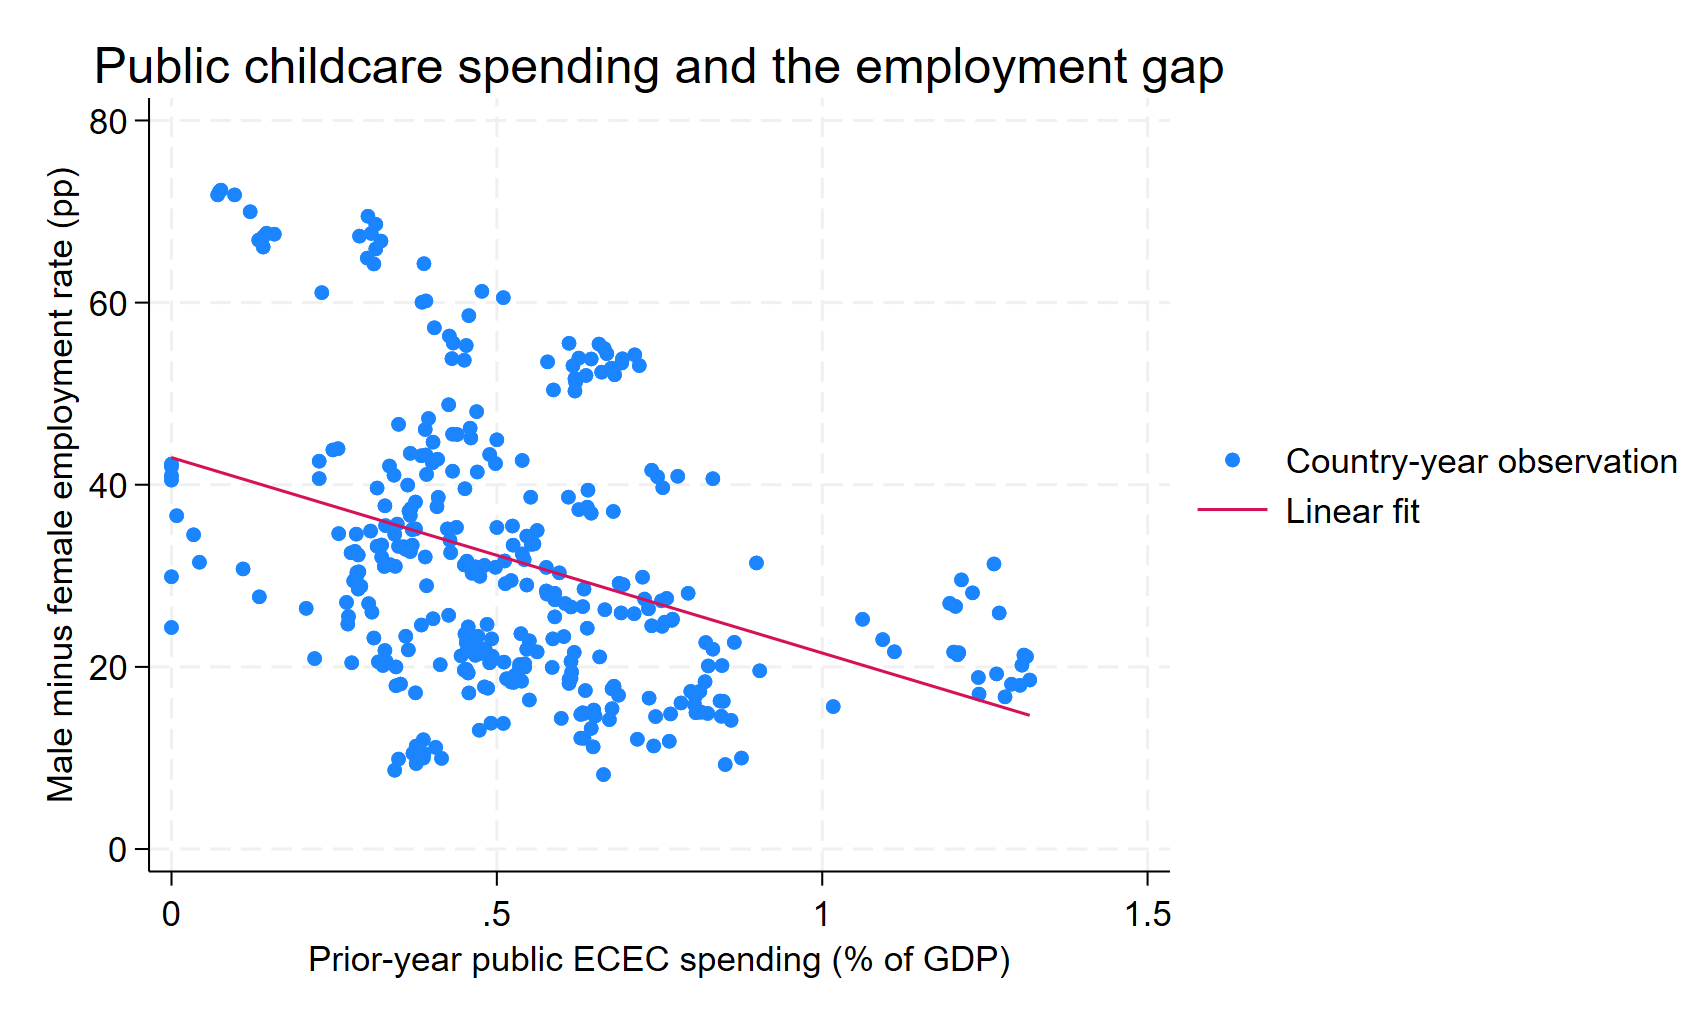 Public childcare spending and the employment gap
Male minus female employment rate (pp)
80
60
40
20
0
0
.5
1
1.5
Prior-year public ECEC spending (% of GDP)
Country-year observation
Linear fit